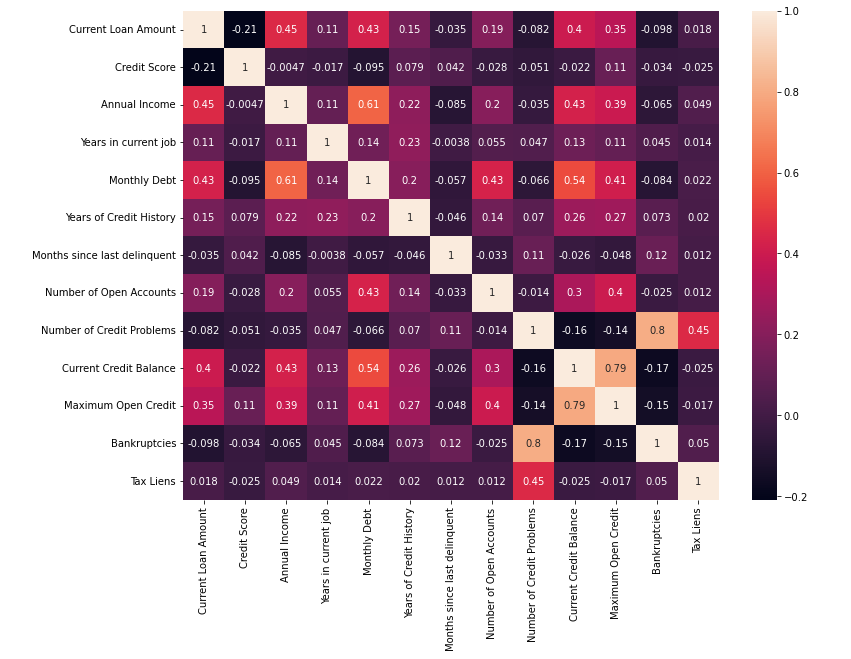 Current Loan Amount 1 -0.21 0.45 0.11 0.43 0.15 -0.035 0.19 -0.082 0.4 0.35 -0.098 0.018
Credit Score -0.21 1 -0.0047 -0.017 -0.095 0.079 0.042 -0.028 -0.051 -0.022 0.11 -0.034 -0.025
Annual Income 0.45 -0.0047 1 0.11 0.61 0.22 -0.085 0.2 -0.035 0.43 0.39 -0.065 0.049
Years in current job 0.11 -0.017 0.11 1 0.14 0.23 -0.0038 0.055 0.047 0.13 0.11 0.045 0.014
Monthly Debt 0.43 -0.095 0.61 0.14 1 0.2 -0.057 0.43 -0.066 0.54 0.41 -0.084 0.022
Years of Credit History 0.15 0.079 0.22 0.23 0.2 1 -0.046 0.14 0.07 0.26 0.27 0.073 0.02
Months since last delinquent -0.035 0.042 -0.085 -0.0038 -0.057 -0.046 1 -0.033 0.11 -0.026 -0.048 0.12 0.012
Number of Open Accounts 0.19 -0.028 0.2 0.055 0.43 0.14 -0.033 1 -0.014 0.3 0.4 -0.025 0.012
Number of Credit Problems -0.082 -0.051 -0.035 0.047 -0.066 0.07 0.11 -0.014 1 -0.16 -0.14 0.8 0.45
Current Credit Balance 0.4 -0.022 0.43 0.13 0.54 0.26 -0.026 0.3 -0.16 1 0.79 -0.17 -0.025
Maximum Open Credit 0.35 0.11 0.39 0.11 0.41 0.27 -0.048 0.4 -0.14 0.79 1 -0.15 -0.017
Bankruptcies -0.098 -0.034 -0.065 0.045 -0.084 0.073 0.12 -0.025 0.8 -0.17 -0.15 1 0.05
Tax Liens 0.018 -0.025 0.049 0.014 0.022 0.02 0.012 0.012 0.45 -0.025 -0.017 0.05 1
Current Loan Amount
Credit Score
Annual Income
Years in current job
Monthly Debt
Years of Credit History
Months since last delinquent
Number of Open Accounts
Number of Credit Problems
Current Credit Balance
Maximum Open Credit
Bankruptcies
Tax Liens
1.0
0.8
0.6
0.4
0.2
0.0
−0.2